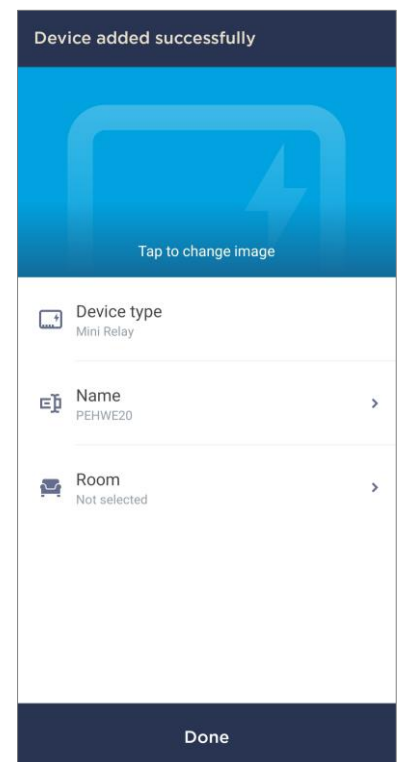 Device added successfully
Tap to change image
Device type
Mini Relay
Name
PEHWE20
Room
Not selected
Done